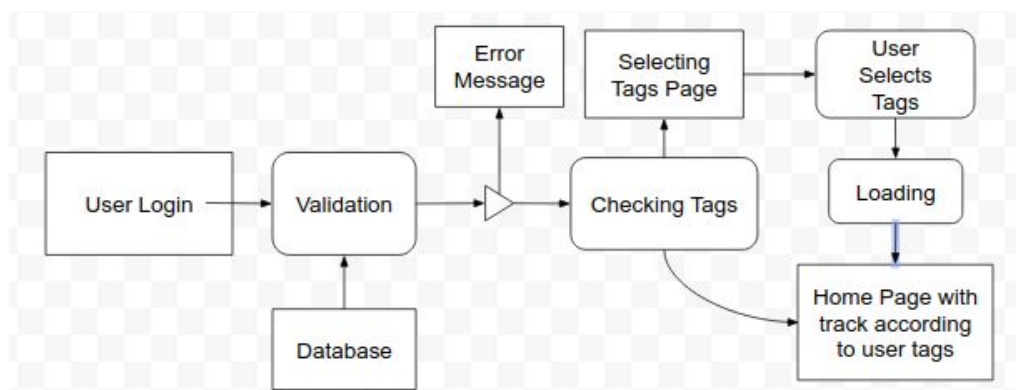 Error
Message
Selecting
Tags Page
User
Selects
Tags
User Login
Validation
Checking Tags
Loading
Database
Home Page with
track according
to user tags